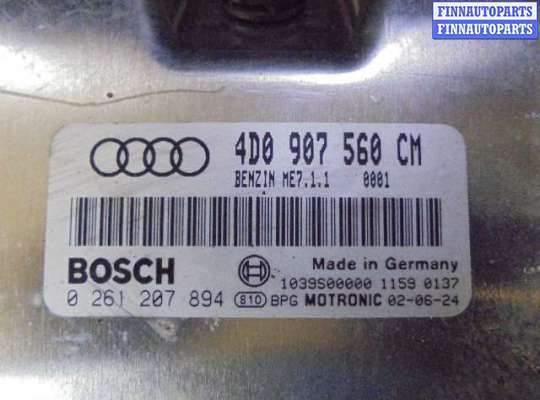 FINNAUTOPARTS
FINNAUTOPARTS
4D0 907 560 CM
BENZIN ME7.1.1 0001
BOSCH
Made in Germany
1039S00000 1159 0137
0 261 207 894 810 BPG MOTRONIC 02-06-24